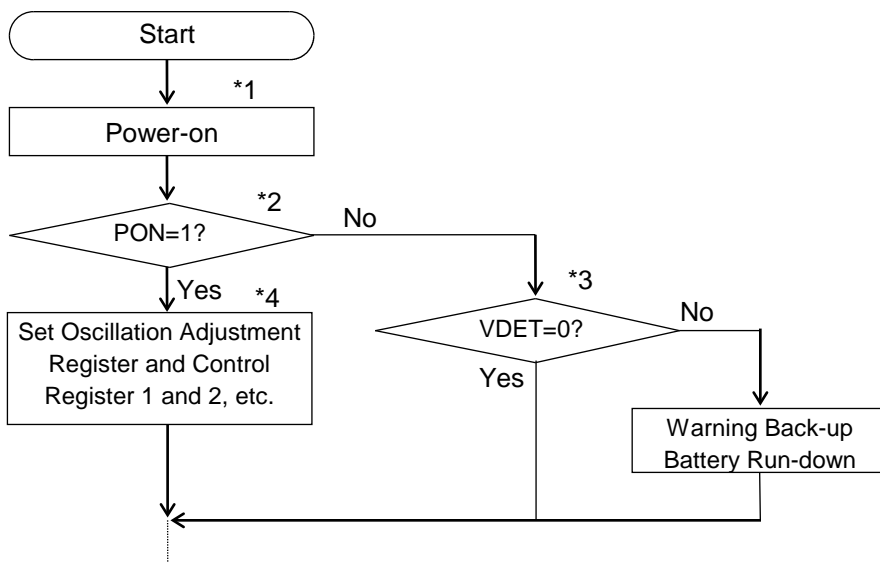 Start
*1
Power-on
*2
PON=1?
No
Yes
*4
Set Oscillation Adjustment
Register and Control
Register 1 and 2, etc.
*3
VDET=0?
No
Yes
Warning Back-up
Battery Run-down